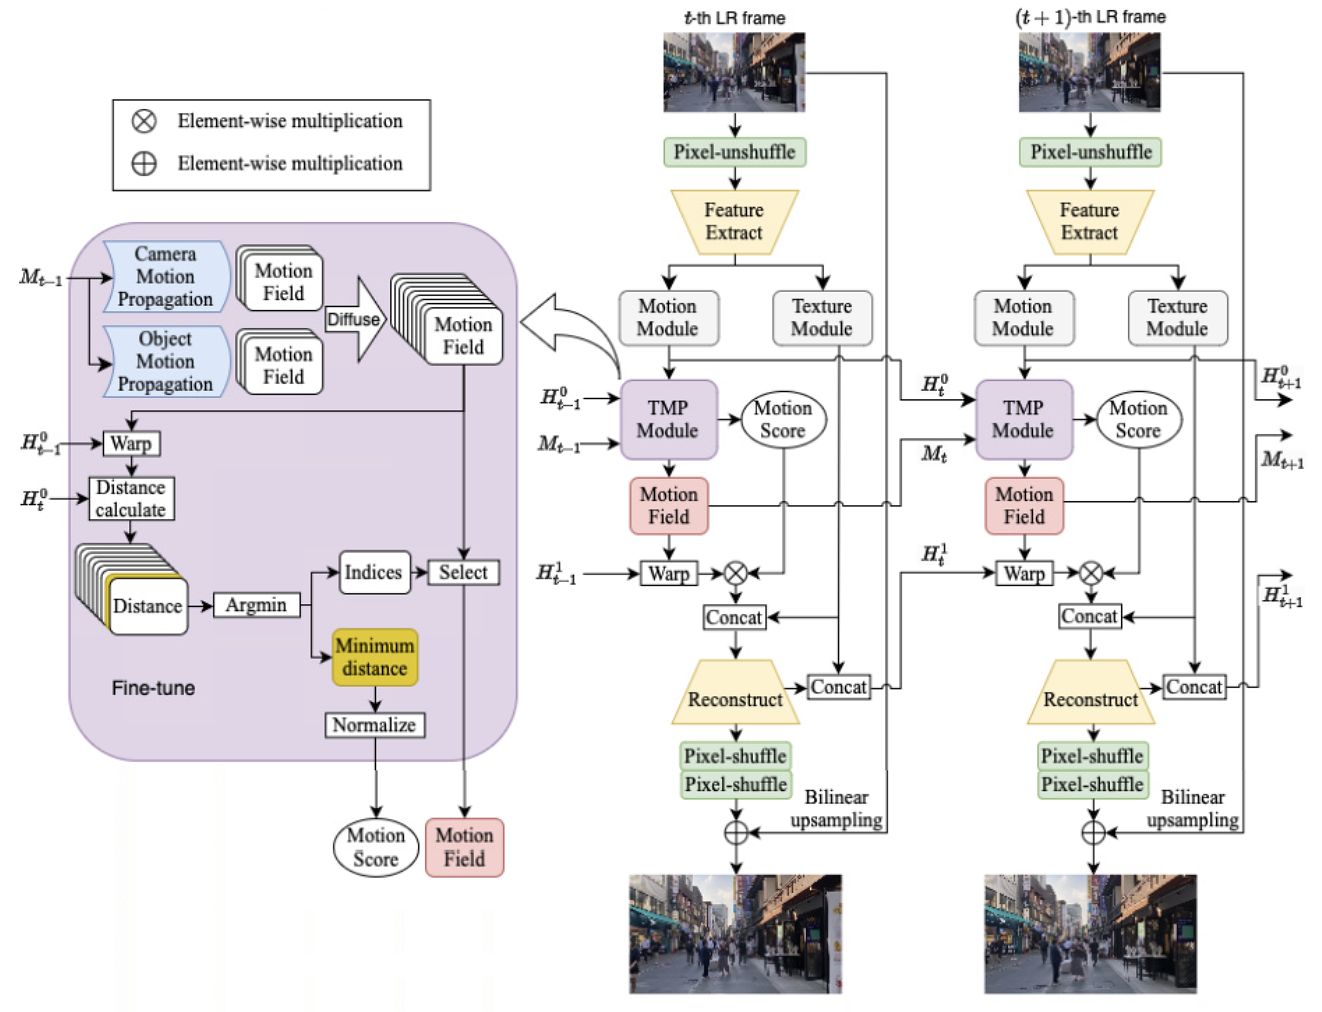 t-th LR frame
(t + 1)-th LR frame
Element-wise multiplication
Element-wise multiplication
Camera
Motion
Propagation
Motion
Field
Object
Motion
Propagation
Motion
Field
Diffuse
Motion
Field
M_{t-1}
H^0_{t-1}
Warp
H^0_t
Distance
calculate
Distance
Argmin
Indices
Select
Minimum
distance
Normalize
Fine-tune
Motion
Score
Motion
Field
Pixel-unshuffle
Feature
Extract
Motion
Module
Texture
Module
H^0_{t-1}
M_{t-1}
TMP
Module
Motion
Score
Motion
Field
H^1_{t-1}
Warp
Concat
Reconstruct
Concat
Pixel-shuffle
Pixel-shuffle
Bilinear
upsampling
Pixel-unshuffle
Feature
Extract
Motion
Module
Texture
Module
H^0_t
M_t
TMP
Module
Motion
Score
Motion
Field
H^1_t
Warp
Concat
Reconstruct
Concat
Pixel-shuffle
Pixel-shuffle
Bilinear
upsampling
H^0_{t+1}
M_{t+1}
H^1_{t+1}